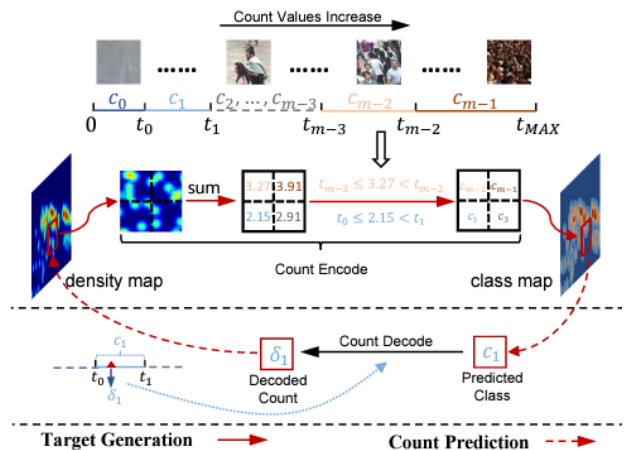 Count Values Increase
...... ...... ......
c₀ c₁ c₂, ..., cₘ₋₃ cₘ₋₂ cₘ₋₁
0 t₀ t₁ tₘ₋₃ tₘ₋₂ t_MAX
sum
3.27 3.91
2.15 2.91
tₘ₋₃ ≤ 3.27 < tₘ₋₂
t₀ ≤ 2.15 < t₁
cₘ₋₂ cₘ₋₁
c₁ c₃
density map
Count Encode
class map
c₁
t₀ t₁
δ₁
δ₁
Decoded
Count
Count Decode
c₁
Predicted
Class
Target Generation
Count Prediction